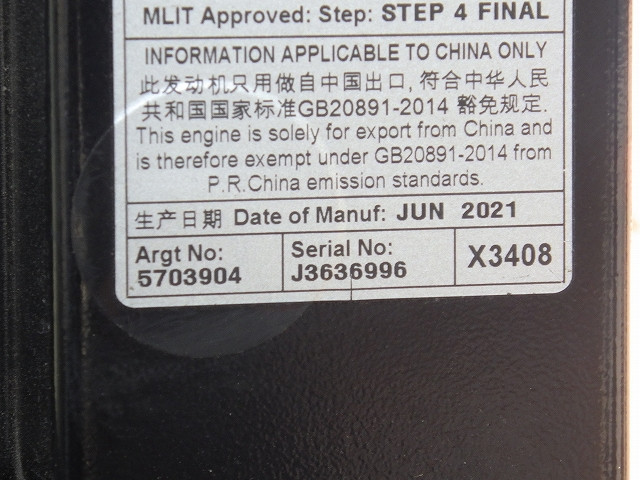 MLIT Approved: Step: STEP 4 FINAL
INFORMATION APPLICABLE TO CHINA ONLY
此发动机只用做自中国出口, 符合中华人民
共和国国家标准GB20891-2014 豁免规定.
This engine is solely for export from China and
is therefore exempt under GB20891-2014 from
P.R.China emission standards.
生产日期 Date of Manuf: JUN 2021
Argt No:
5703904
Serial No:
J3636996
X3408